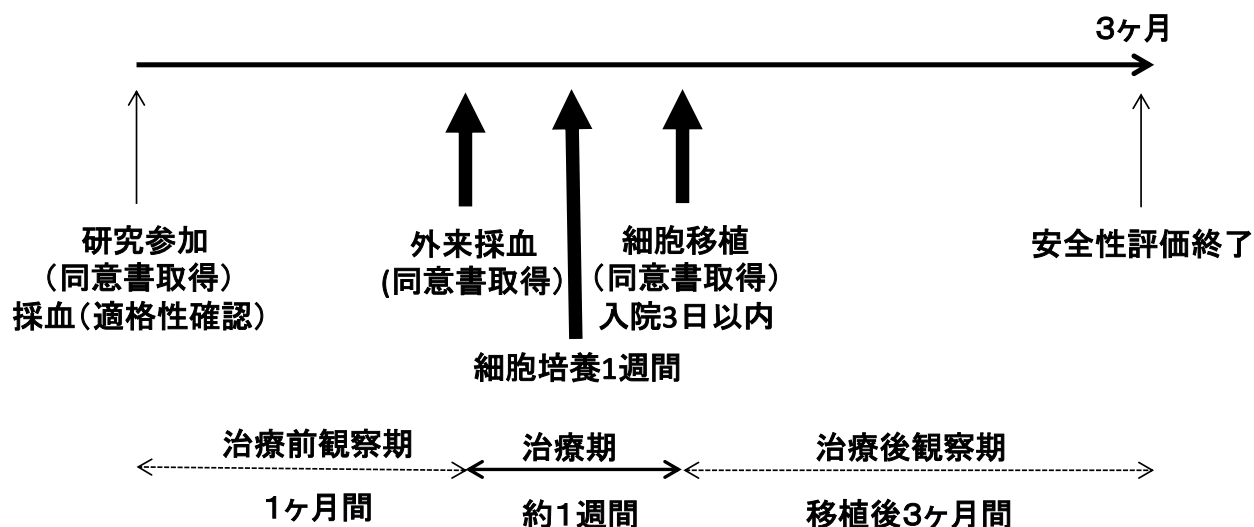 3ヶ月
研究参加
（同意書取得）
採血（適格性確認）
外来採血
(同意書取得)
細胞移植
（同意書取得）
入院3日以内
安全性評価終了
細胞培養1週間
治療前観察期
治療期
治療後観察期
1ヶ月間
約1週間
移植後3ヶ月間